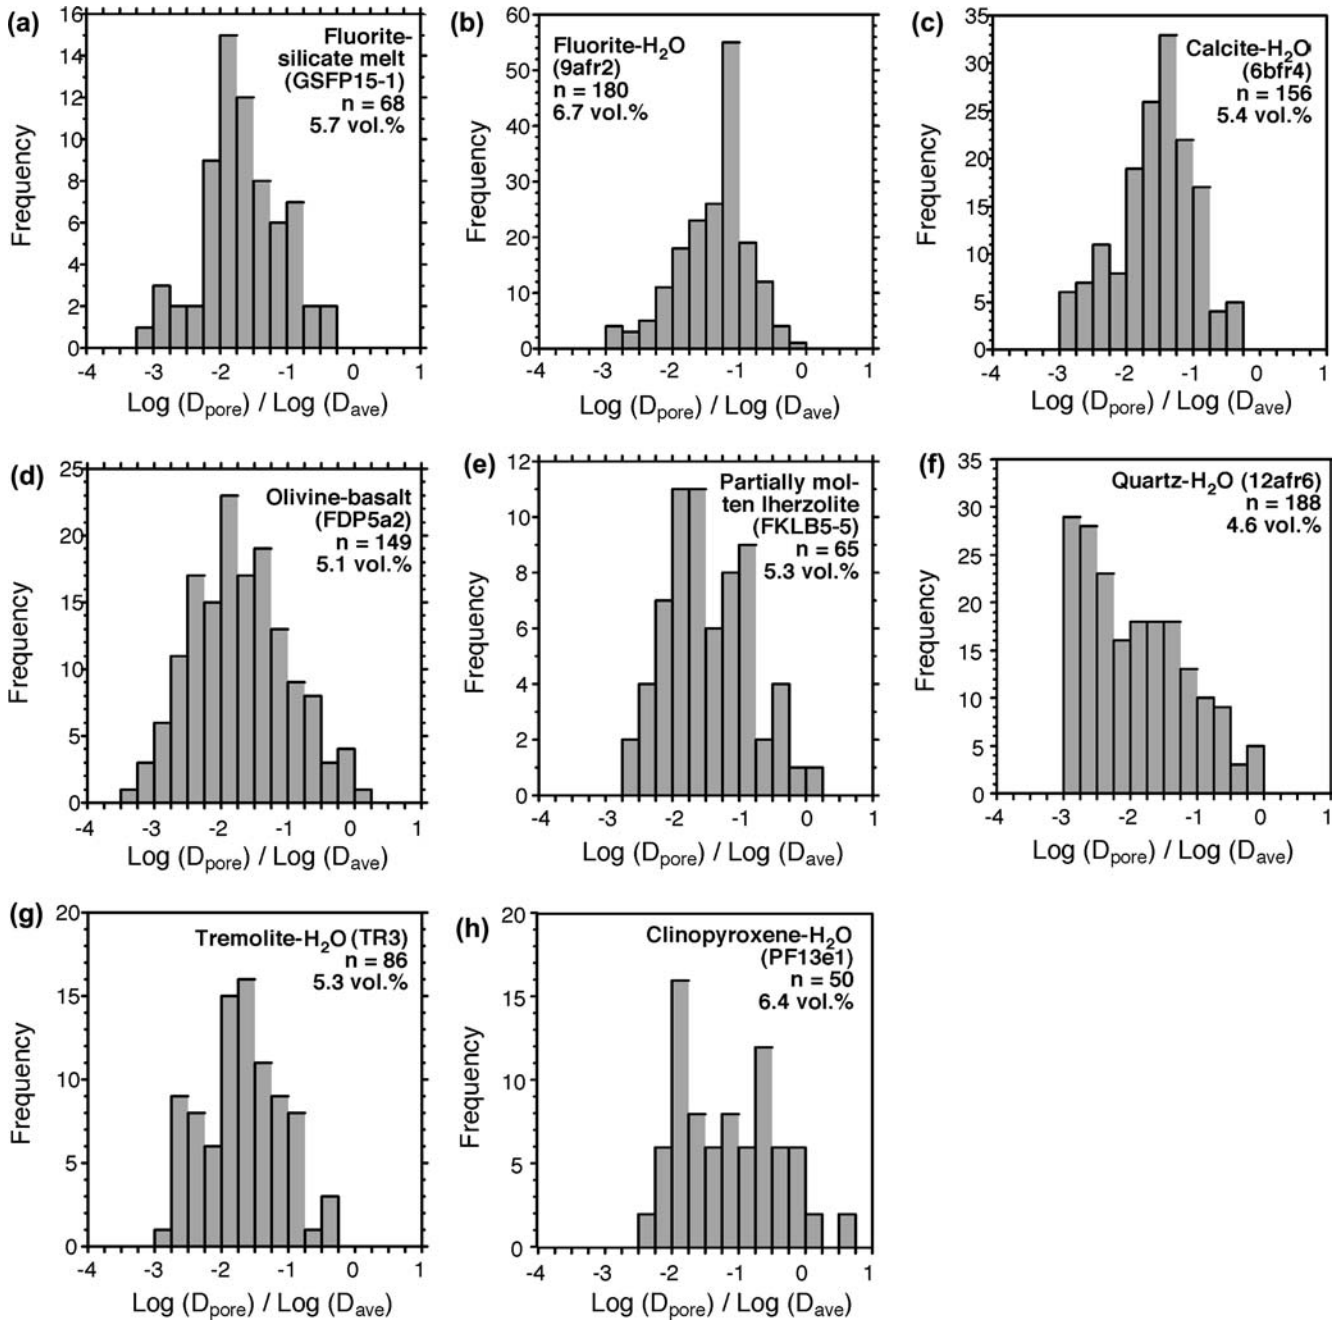 (a)
Fluorite-
silicate melt
(GSFP15-1)
n = 68
5.7 vol.%
Frequency
16
14
12
10
8
6
4
2
0
-4 -3 -2 -1 0 1
Log (Dpore) / Log (Dave)
(b)
Fluorite-H2O
(9afr2)
n = 180
6.7 vol.%
Frequency
60
50
40
30
20
10
0
-4 -3 -2 -1 0 1
Log (Dpore) / Log (Dave)
(c)
Calcite-H2O
(6bfr4)
n = 156
5.4 vol.%
Frequency
35
30
25
20
15
10
5
0
-4 -3 -2 -1 0 1
Log (Dpore) / Log (Dave)
(d)
Olivine-basalt
(FDP5a2)
n = 149
5.1 vol.%
Frequency
25
20
15
10
5
0
-4 -3 -2 -1 0 1
Log (Dpore) / Log (Dave)
(e)
Partially mol-
ten lherzolite
(FKLB5-5)
n = 65
5.3 vol.%
Frequency
12
10
8
6
4
2
0
-4 -3 -2 -1 0 1
Log (Dpore) / Log (Dave)
(f)
Quartz-H2O (12afr6)
n = 188
4.6 vol.%
Frequency
35
30
25
20
15
10
5
0
-4 -3 -2 -1 0 1
Log (Dpore) / Log (Dave)
(g)
Tremolite-H2O (TR3)
n = 86
5.3 vol.%
Frequency
20
15
10
5
0
-4 -3 -2 -1 0 1
Log (Dpore) / Log (Dave)
(h)
Clinopyroxene-H2O
(PF13e1)
n = 50
6.4 vol.%
Frequency
20
15
10
5
0
-4 -3 -2 -1 0 1
Log (Dpore) / Log (Dave)